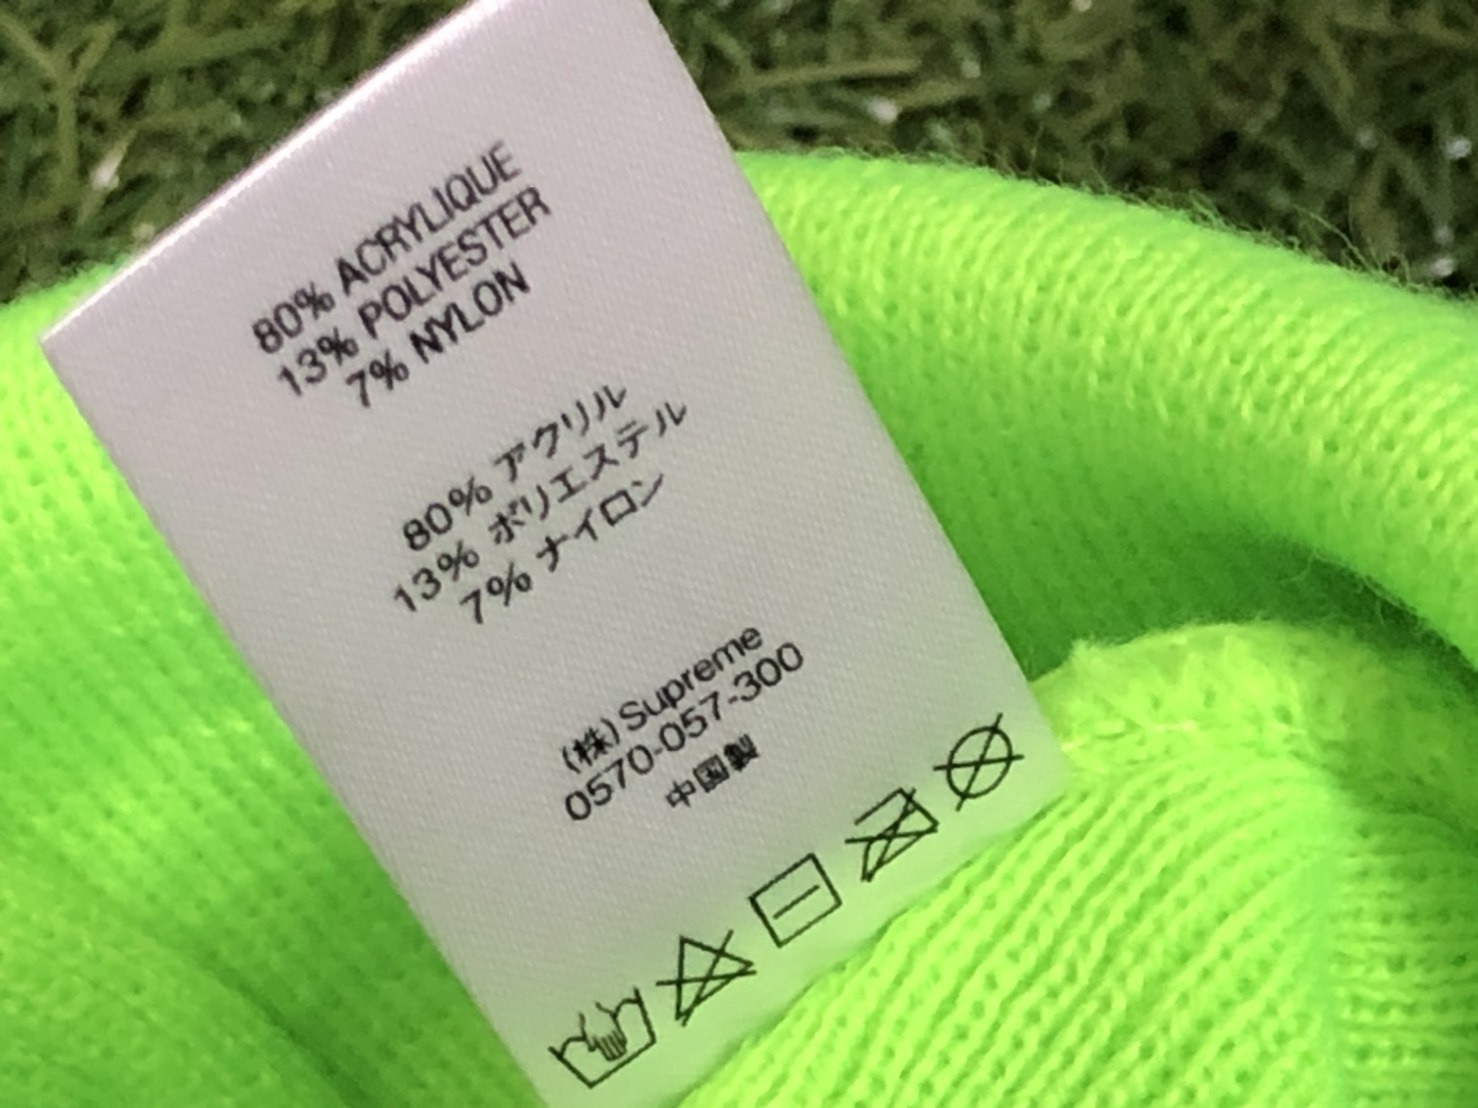 80% ACRYLIQUE
13% POLYESTER
7% NYLON
80% アクリル
13% ポリエステル
7% ナイロン
(株)Supreme
0570-057-300
中国製